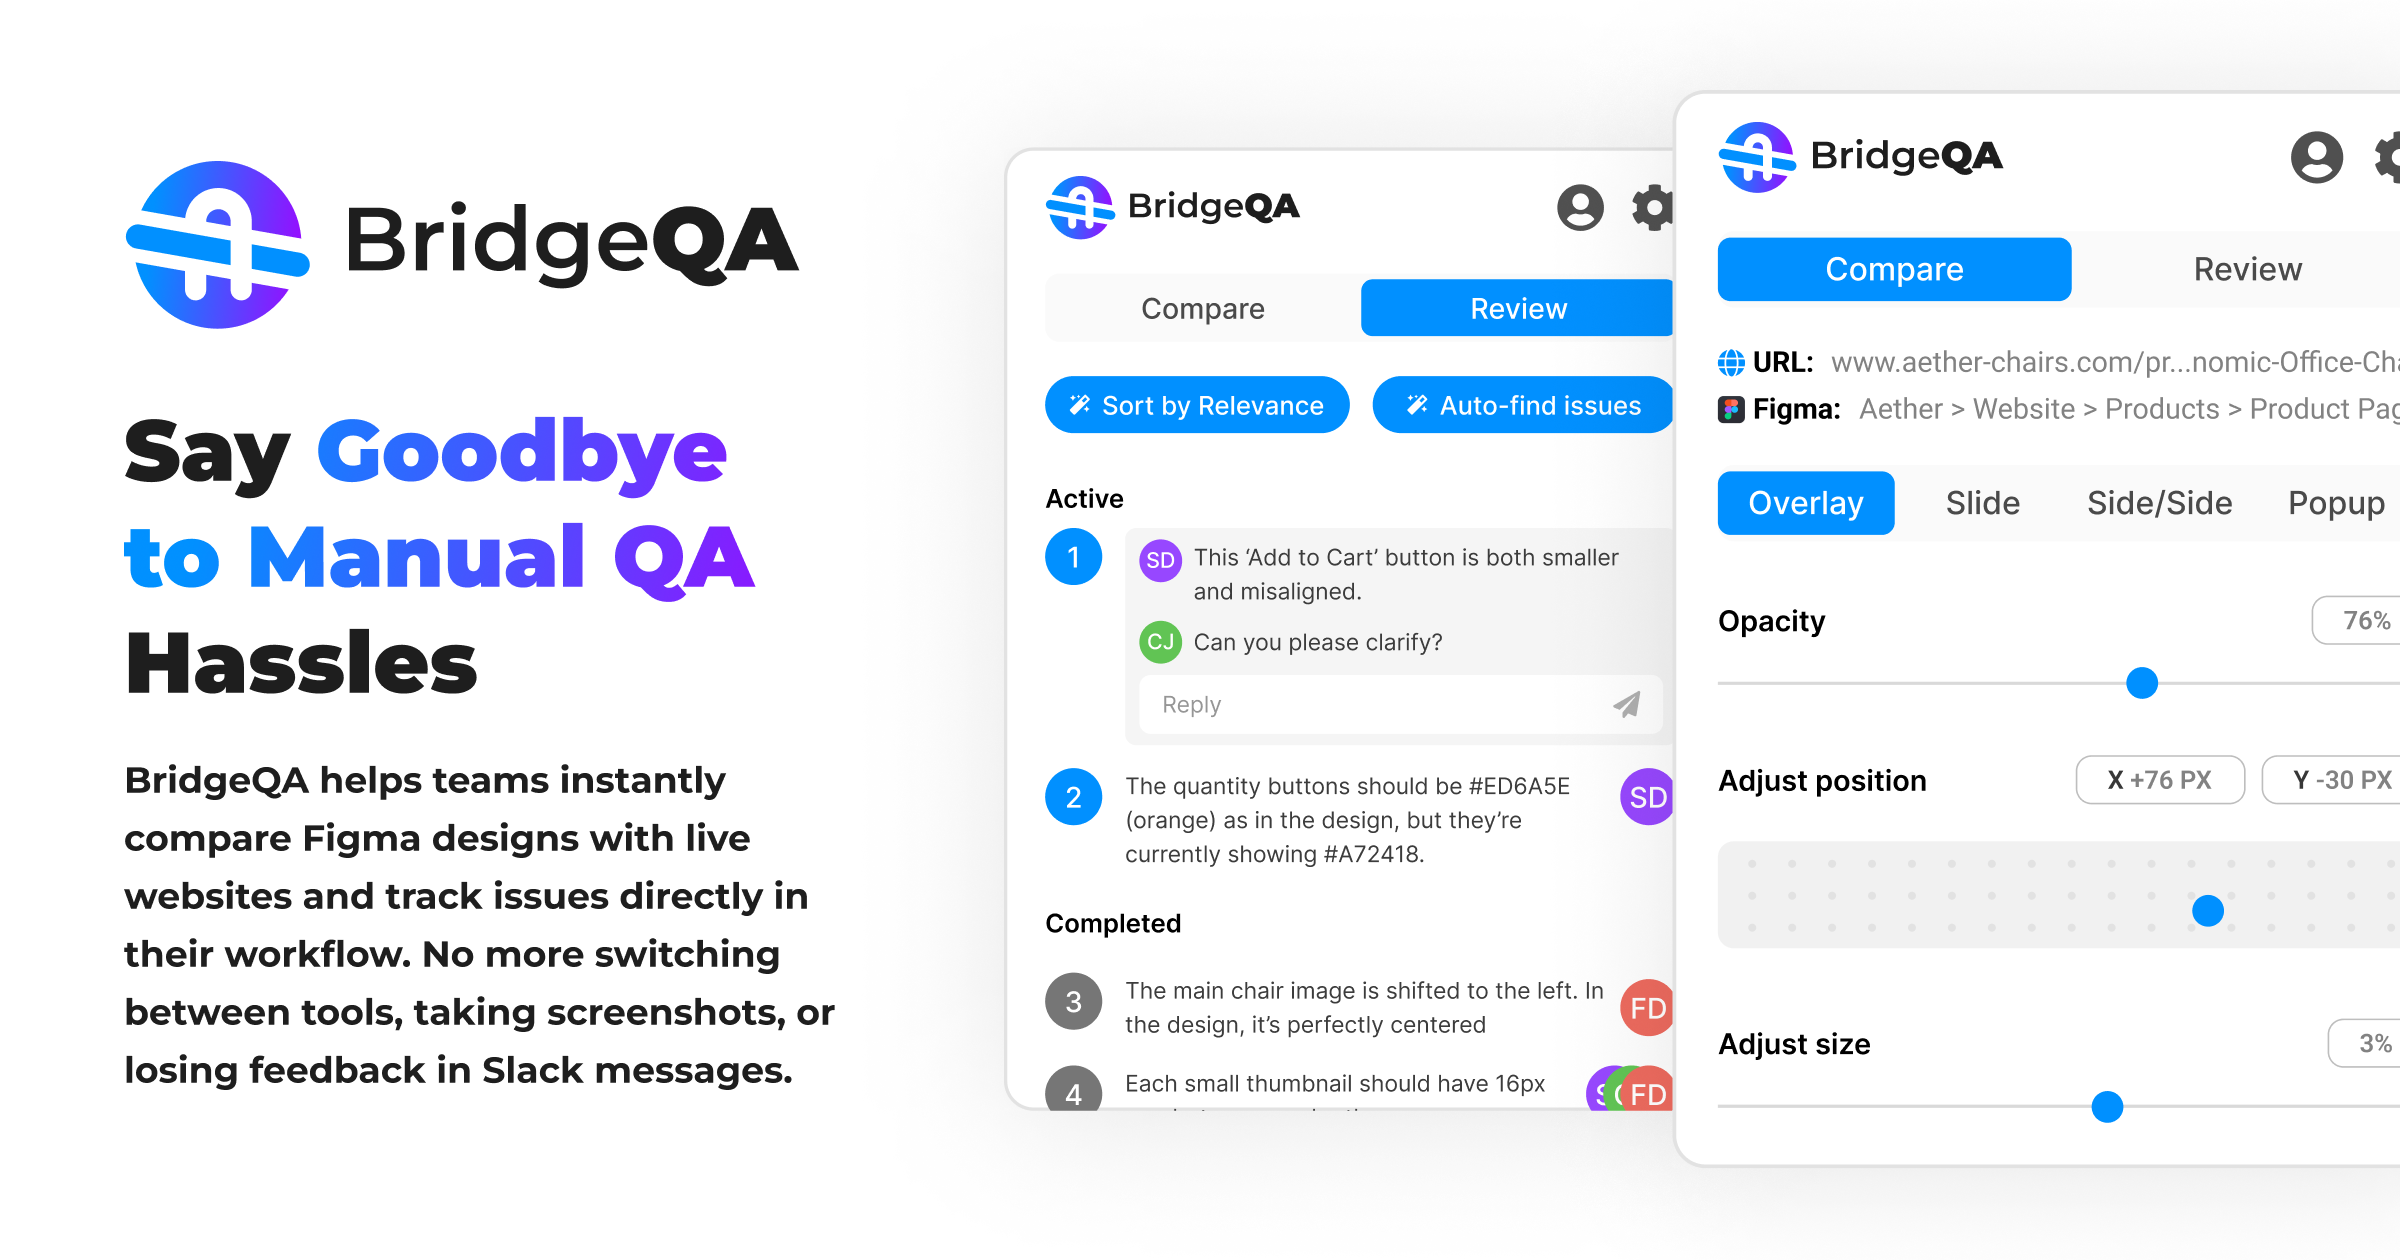 BridgeQA
Say Goodbye
to Manual QA
Hassles
BridgeQA helps teams instantly
compare Figma designs with live
websites and track issues directly in
their workflow. No more switching
between tools, taking screenshots, or
losing feedback in Slack messages.
BridgeQA
Compare
Review
Sort by Relevance
Auto-find issues
Active
1
SD
This ‘Add to Cart’ button is both smaller
and misaligned.
CJ
Can you please clarify?
Reply
2
The quantity buttons should be #ED6A5E
(orange) as in the design, but they’re
currently showing #A72418.
SD
Completed
3
The main chair image is shifted to the left. In
the design, it’s perfectly centered
FD
4
Each small thumbnail should have 16px
FD
BridgeQA
Compare
Review
URL: www.aether-chairs.com/pr...nomic-Office-Cha
Figma: Aether > Website > Products > Product Pag
Overlay
Slide
Side/Side
Popup
Opacity
76%
Adjust position
X +76 PX
Y -30 PX
Adjust size
3%